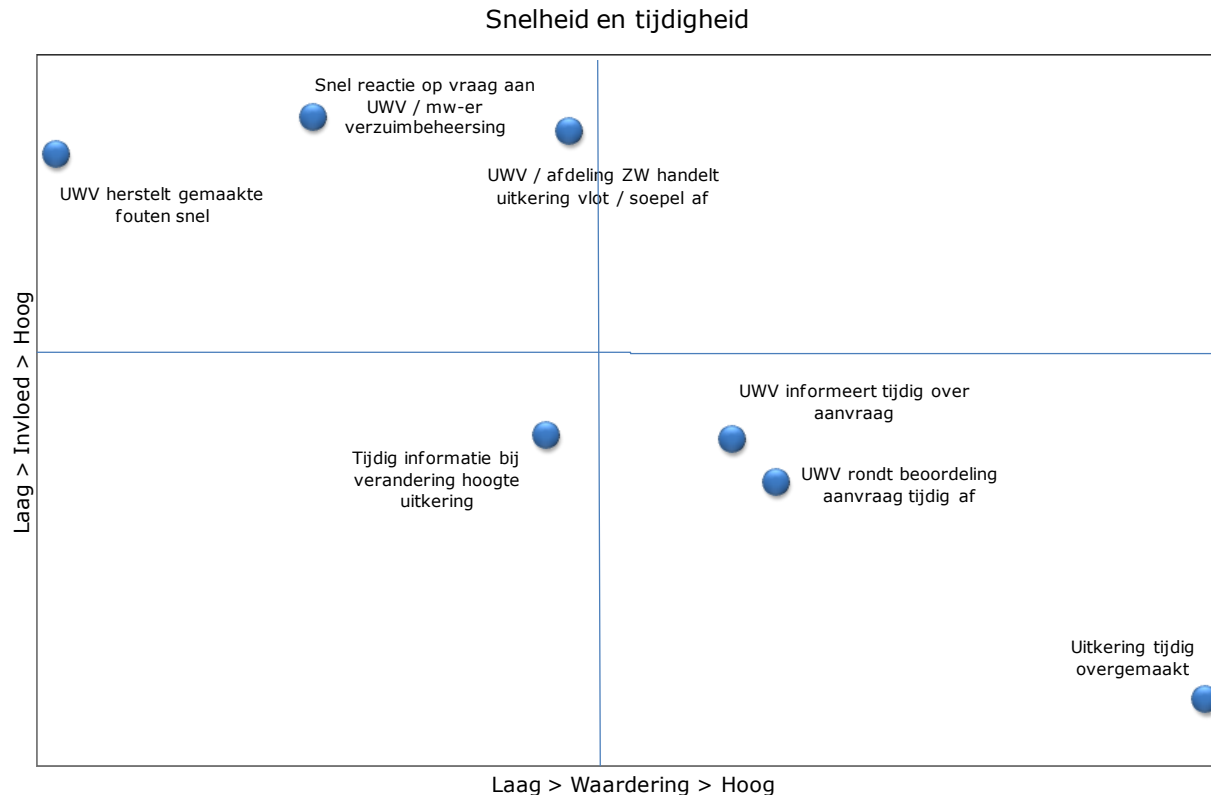 Snelheid en tijdigheid
Snel reactie op vraag aan
UWV / mw-er
verzuimbeheersing
UWV / afdeling ZW handelt
uitkering vlot / soepel af
UWV herstelt gemaakte
fouten snel
Laag > Invloed > Hoog
UWV informeert tijdig over
aanvraag
Tijdig informatie bij
verandering hoogte
uitkering
UWV rondt beoordeling
aanvraag tijdig af
Uitkering tijdig
overgemaakt
Laag > Waardering > Hoog